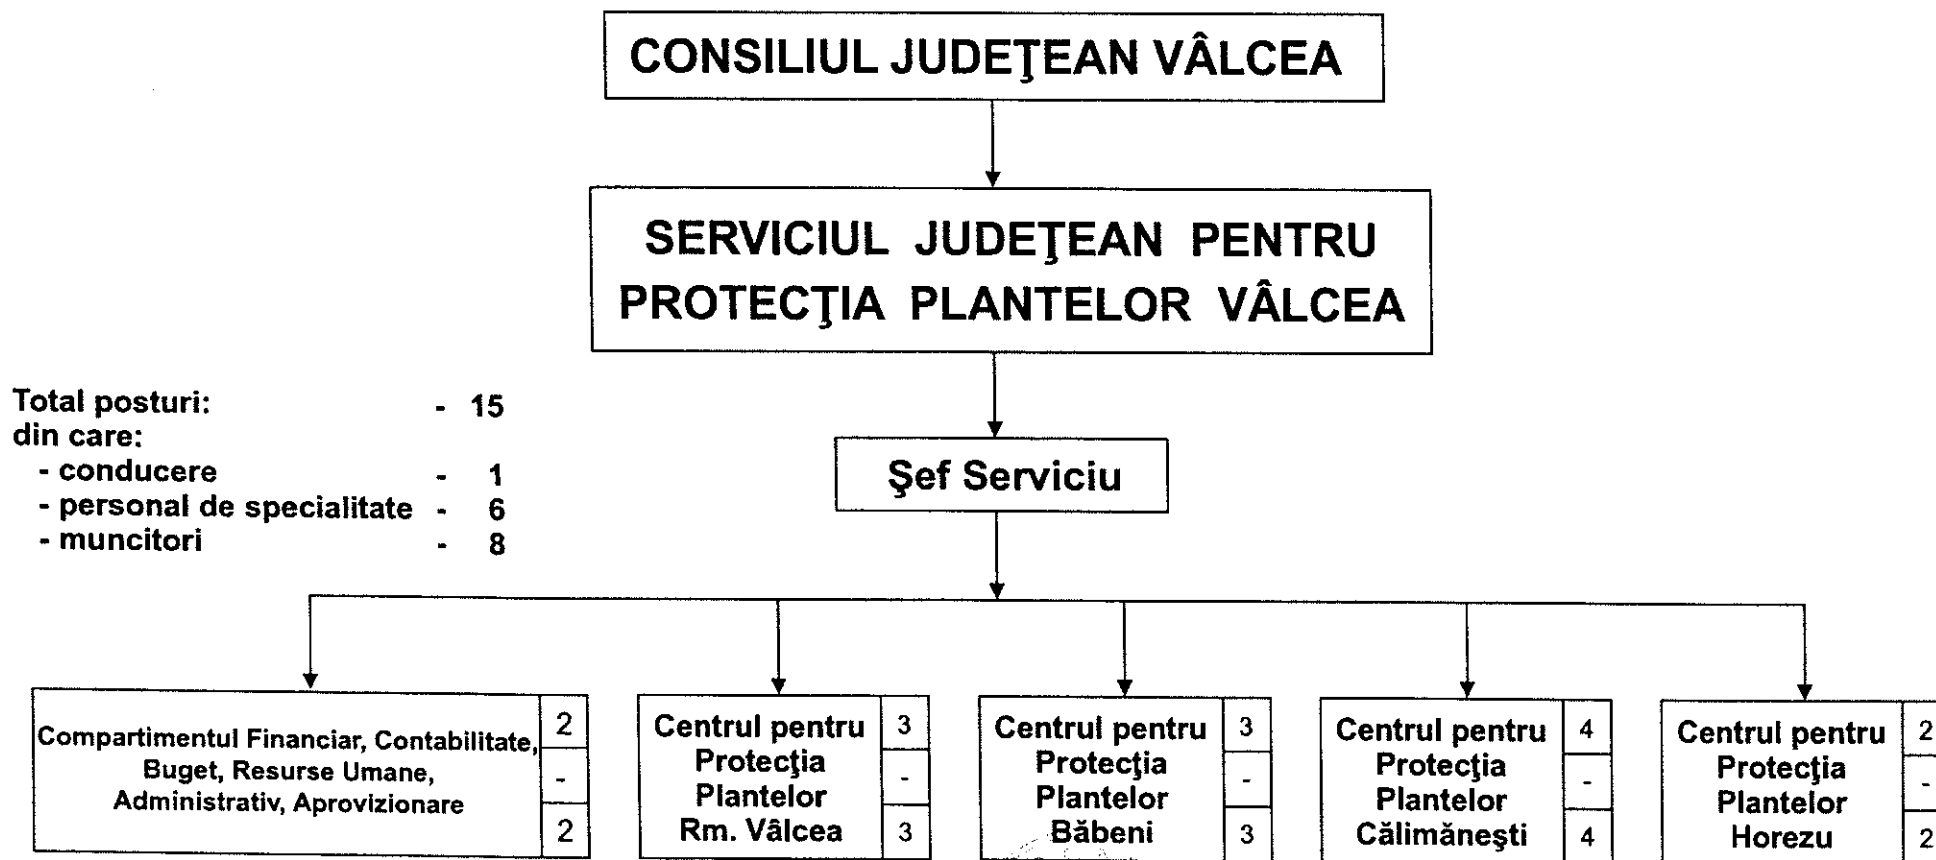 CONSILIUL JUDEŢEAN VÂLCEA
SERVICIUL JUDEŢEAN PENTRU
PROTECŢIA PLANTELOR VÂLCEA
Total posturi: - 15
din care:
- conducere - 1
- personal de specialitate - 6
- muncitori - 8
Şef Serviciu
Compartimentul Financiar, Contabilitate,
Buget, Resurse Umane,
Administrativ, Aprovizionare
2
-
2
Centrul pentru
Protecţia
Plantelor
Rm. Vâlcea
3
-
3
Centrul pentru
Protecţia
Plantelor
Băbeni
3
-
3
Centrul pentru
Protecţia
Plantelor
Călimăneşti
4
-
4
Centrul pentru
Protecţia
Plantelor
Horezu
2
-
2